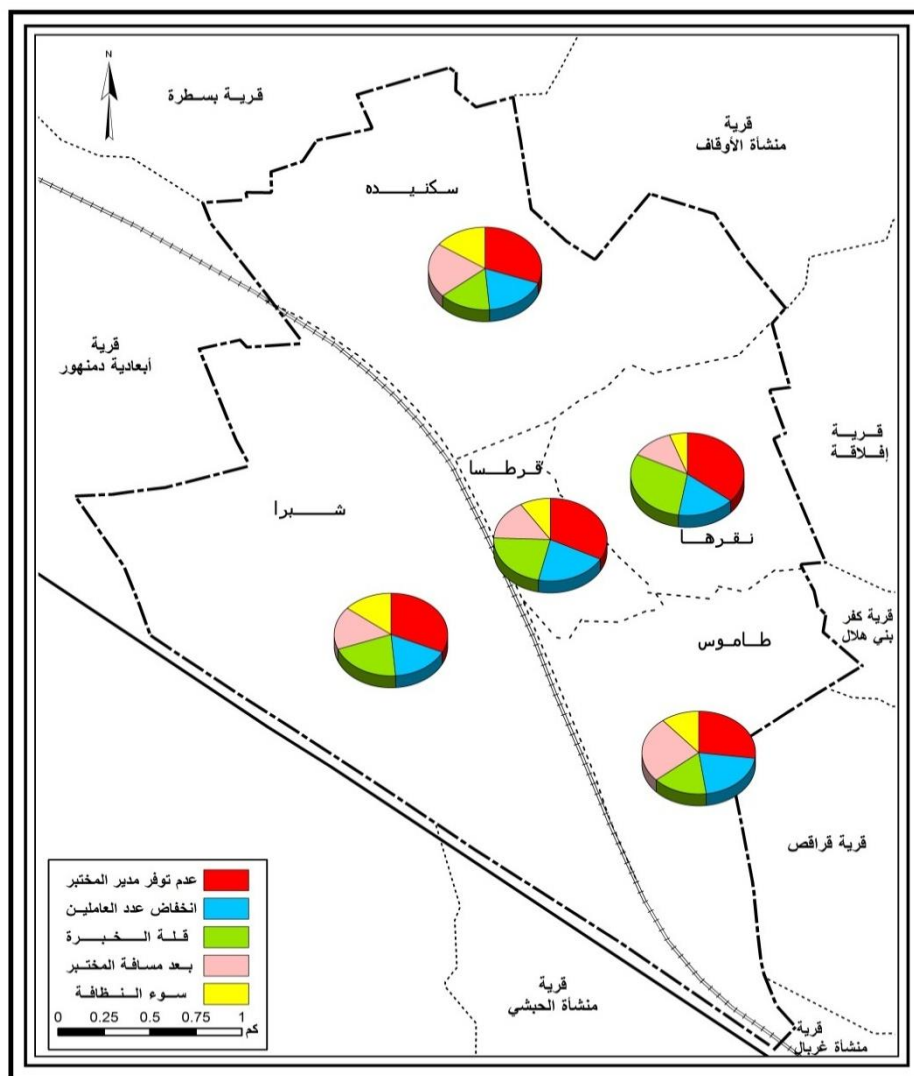 N
قرية بسطرة
قرية
منشأة الأوقاف
سكنيده
قرية
أبعادية دمنهور
قرية
إفلاقة
قرطسا
شبرا
نقرها
قرية كفر
بني هلال
طاموس
قرية قراقص
عدم توفر مدير المختبر
انخفاض عدد العاملين
قلة الخبرة
بعد مسافة المختبر
سوء النظافة
0 0.25 0.5 0.75 1
كم
قرية
منشأة الحبشي
قرية
منشأة غربال